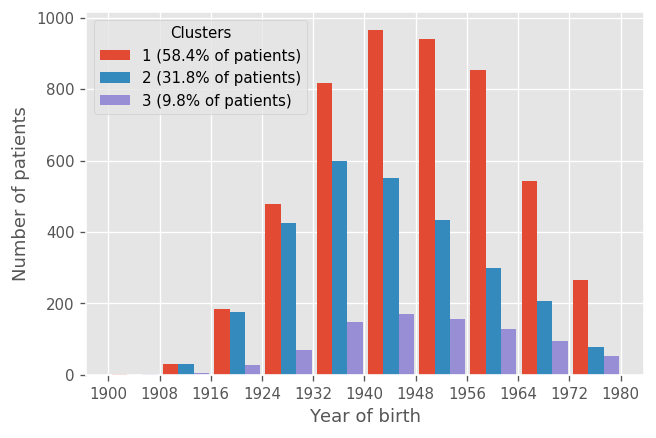 1000
800
600
400
200
0
Number of patients
Clusters
1 (58.4% of patients)
2 (31.8% of patients)
3 (9.8% of patients)
1900 1908 1916 1924 1932 1940 1948 1956 1964 1972 1980
Year of birth